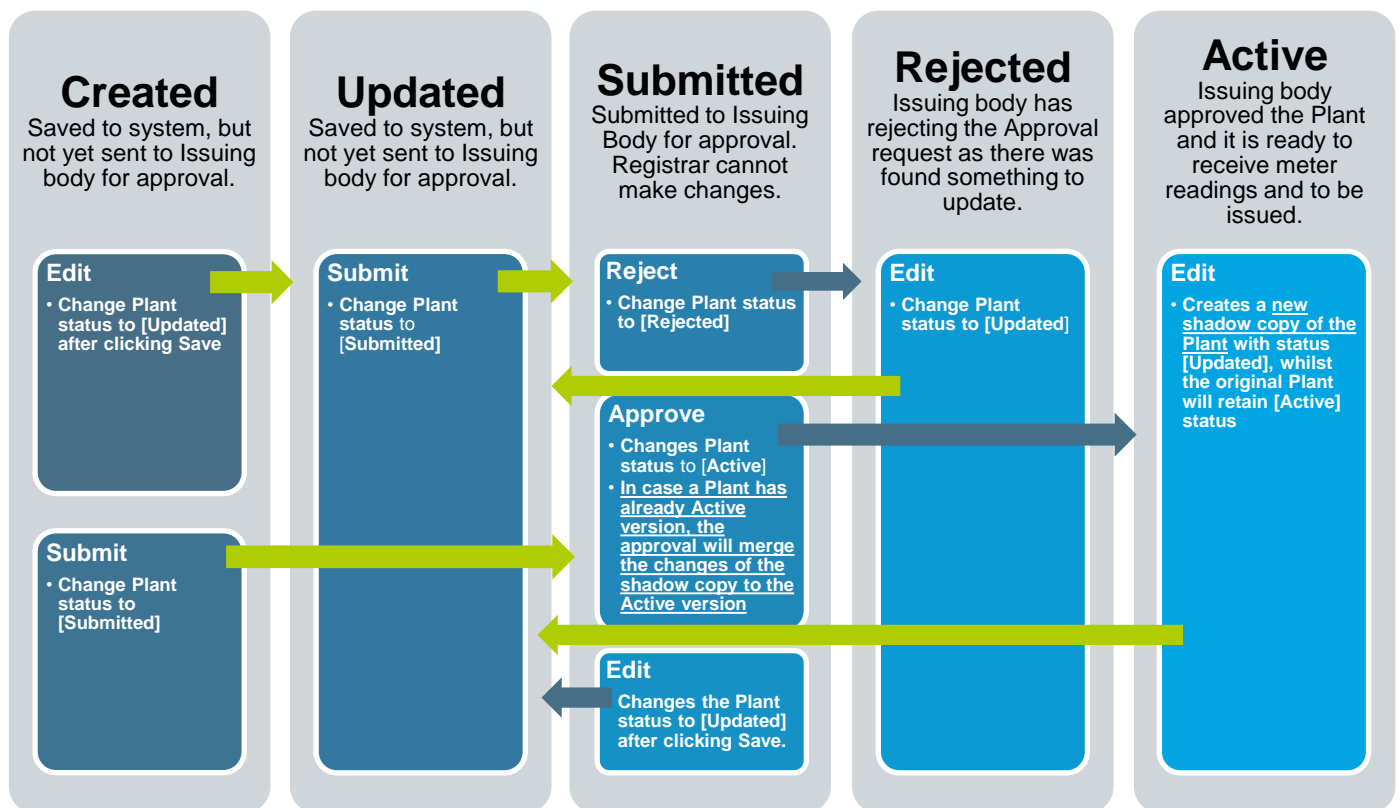 Created
Saved to system, but
not yet sent to Issuing
body for approval.
Edit
• Change Plant
status to [Updated]
after clicking Save
Submit
• Change Plant
status to
[Submitted]
Updated
Saved to system, but
not yet sent to Issuing
body for approval.
Submit
• Change Plant
status to
[Submitted]
Submitted
Submitted to Issuing
Body for approval.
Registrar cannot
make changes.
Reject
• Change Plant status
to [Rejected]
Approve
• Changes Plant
status to [Active]
• In case a Plant has
already Active
version, the
approval will merge
the changes of the
shadow copy to the
Active version
Edit
Changes the Plant
status to [Updated]
after clicking Save.
Rejected
Issuing body has
rejecting the Approval
request as there was
found something to
update.
Edit
• Change Plant
status to [Updated]
Active
Issuing body
approved the Plant
and it is ready to
receive meter
readings and to be
issued.
Edit
• Creates a new
shadow copy of the
Plant with status
[Updated], whilst
the original Plant
will retain [Active]
status